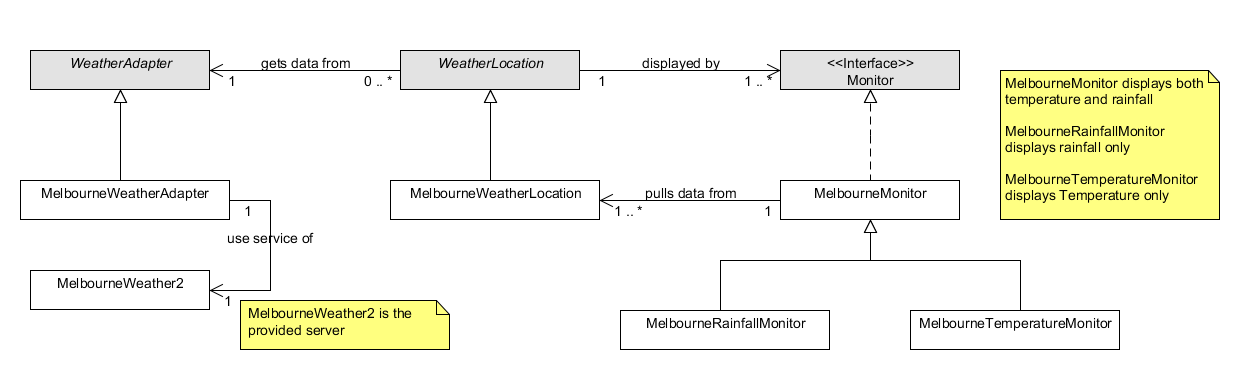 WeatherAdapter
gets data from
1
0 .. *
WeatherLocation
displayed by
1
1 .. *
<<Interface>>
Monitor
MelbourneMonitor displays both
temperature and rainfall
MelbourneRainfallMonitor
displays rainfall only
MelbourneTemperatureMonitor
displays Temperature only
MelbourneWeatherAdapter
1
use service of
MelbourneWeatherLocation
pulls data from
1 .. *
1
MelbourneMonitor
MelbourneWeather2
1
MelbourneWeather2 is the
provided server
MelbourneRainfallMonitor
MelbourneTemperatureMonitor